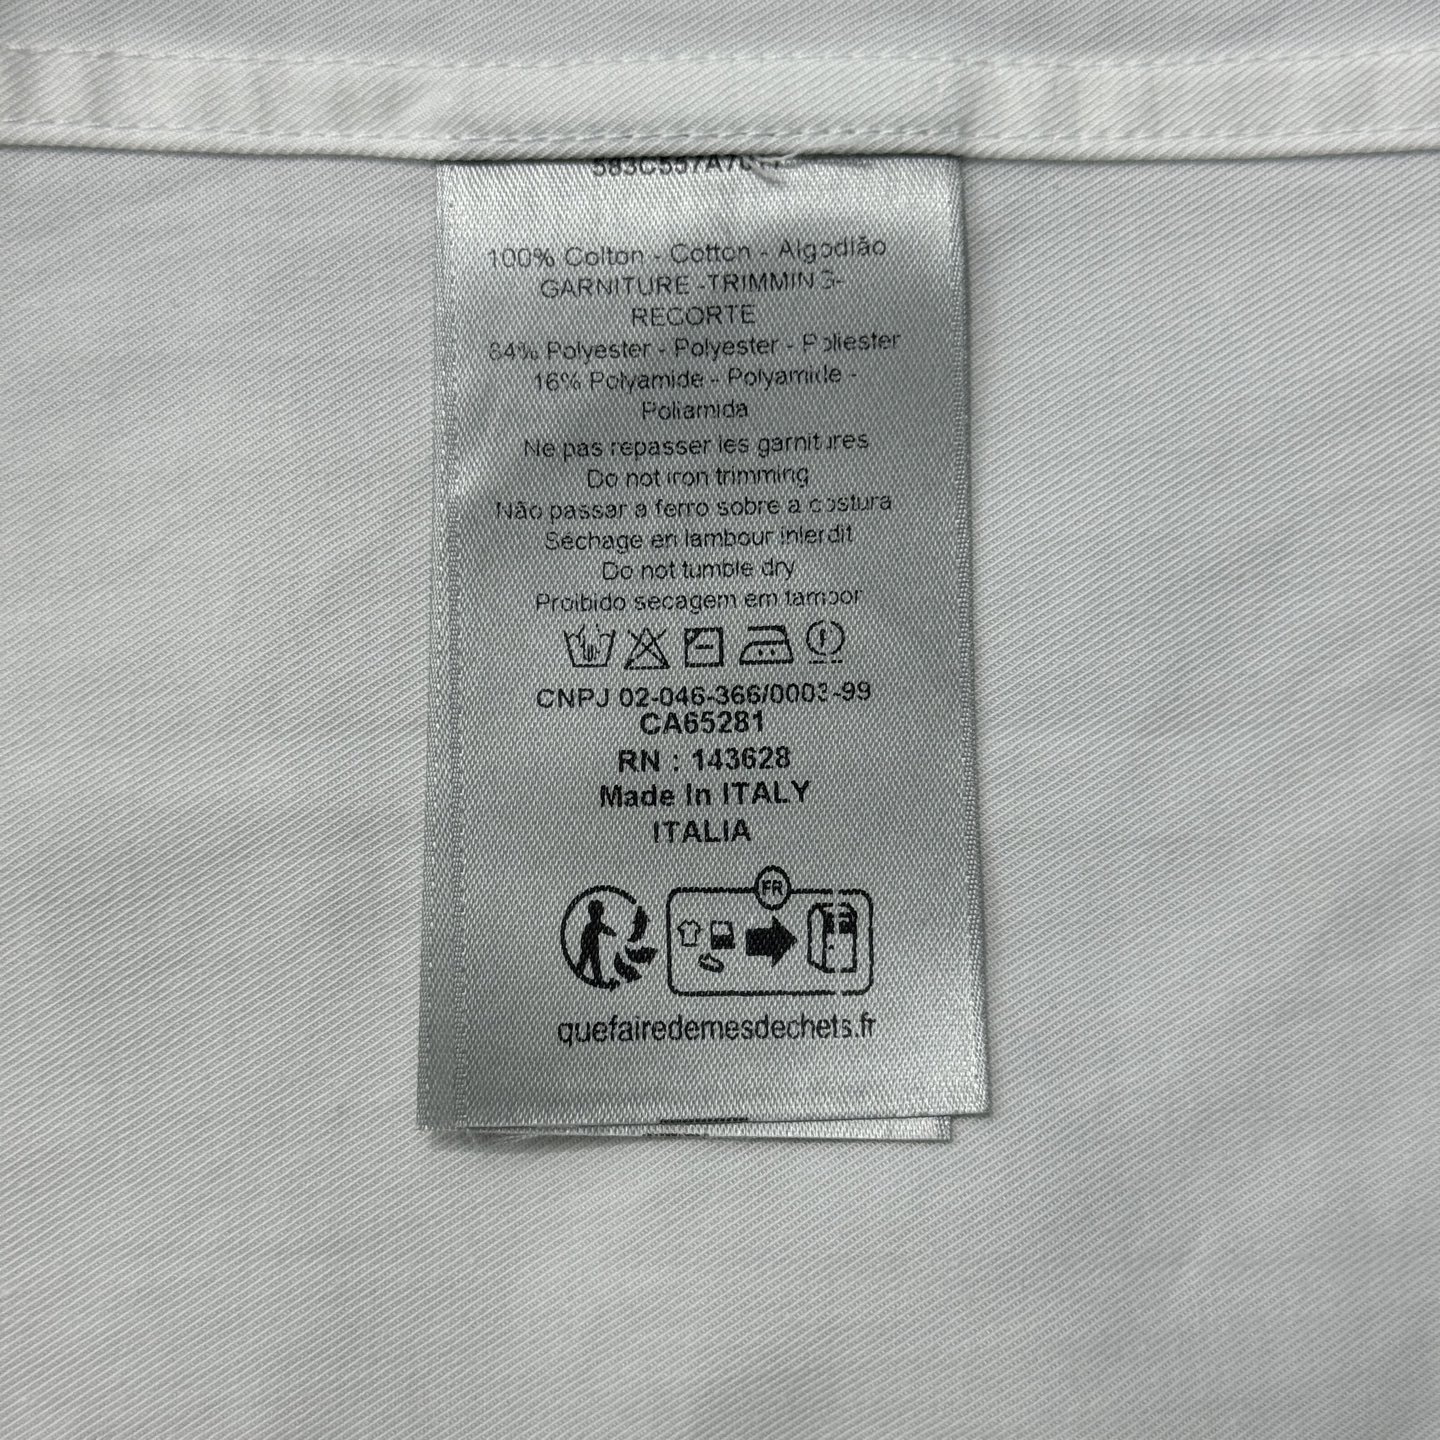 100% Cotton - Cotton - Algodião
GARNITURE -TRIMMING-
RECORTE
84% Polyester - Polyester - Poliester
16% Polyamide - Polyamide -
Poliamida
Ne pas repasser les garnitures
Do not iron trimming
Não passar a ferro sobre a costura
Séchage en tambour interdit
Do not tumble dry
Proibido secagem em tambor
CNPJ 02-046-366/0003-99
CA65281
RN : 143628
Made In ITALY
ITALIA
FR
quefairedemesdechets.fr